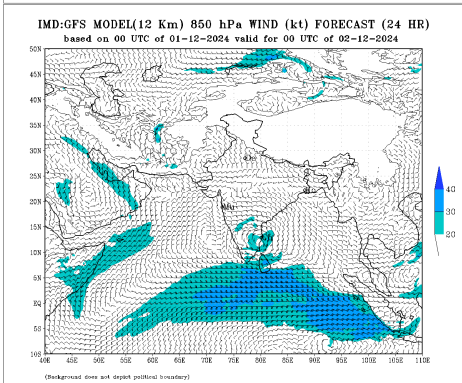 IMD:GFS MODEL(12 Km) 850 hPa WIND (kt) FORECAST (24 HR)
based on 00 UTC of 01-12-2024 valid for 00 UTC of 02-12-2024
50N
45N
40N
35N
30N
25N
20N
15N
10N
5N
EQ
5S
10S
40E 45E 50E 55E 60E 65E 70E 75E 80E 85E 90E 95E 100E 105E 110E
40
30
20
(Background does not depict political boundary)